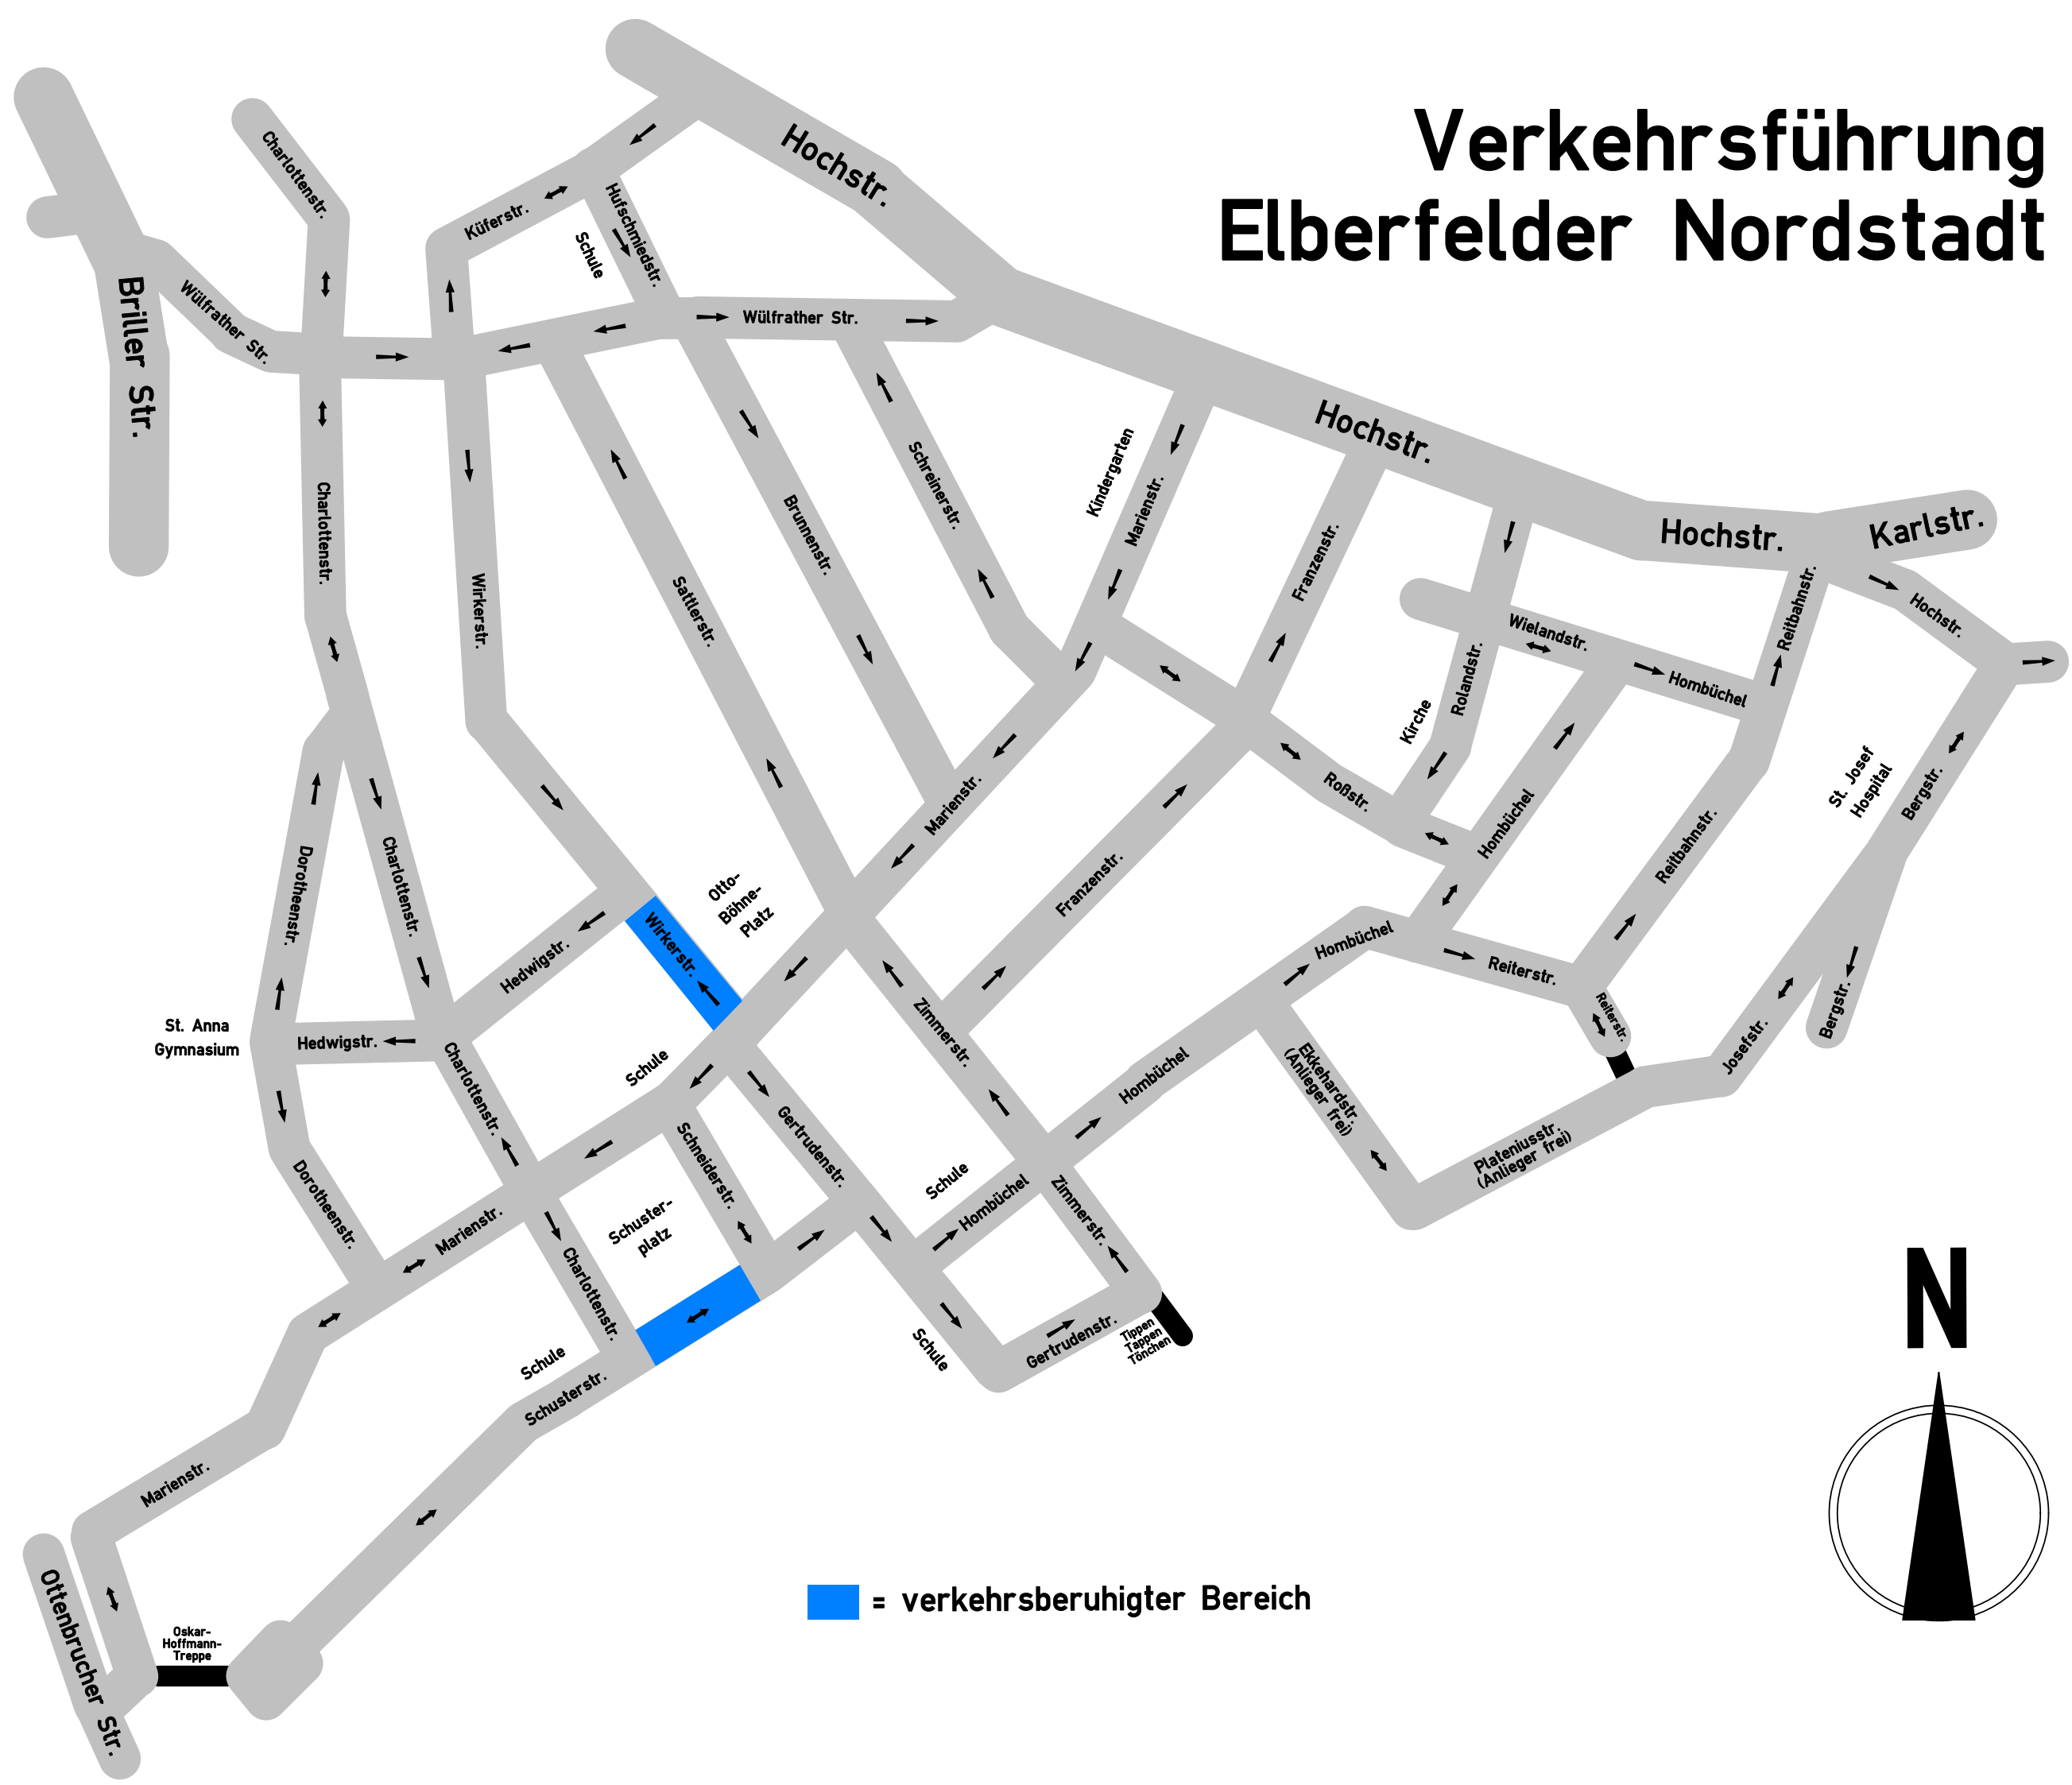 Verkehrsführung
Elberfelder Nordstadt
Hochstr.
Charlottenstr.
Küferstr.
Hufschmiedstr.
Schule
Briller Str.
Wülfrather Str.
Wülfrather Str.
Hochstr.
Hochstr.
Karlstr.
Kindergarten
Marienstr.
Schreinerstr.
Brunnenstr.
Charlottenstr.
Wirkerstr.
Sattlerstr.
Franzenstr.
Wielandstr.
Reitbahnstr.
Hochstr.
Hombüchel
Rolandstr.
Kirche
Roßstr.
Hombüchel
Reitbahnstr.
St. Josef
Hospital
Bergstr.
Marienstr.
Dorotheenstr.
Charlottenstr.
Otto-
Böhne-
Platz
Franzenstr.
Wirkerstr.
Hedwigstr.
Hombüchel
Reiterstr.
Reiterstr.
Bergstr.
St. Anna
Gymnasium
Hedwigstr.
Charlottenstr.
Schule
Zimmerstr.
Hombüchel
Ekkehardstr.
(Anlieger frei)
Josefstr.
Plateniusstr.
(Anlieger frei)
Gertrudenstr.
Schneiderstr.
Dorotheenstr.
Marienstr.
Schuster-
platz
Schule
Hombüchel
Zimmerstr.
Charlottenstr.
Schule
Schusterstr.
Schule
Gertrudenstr.
Tippen
Tappen
Tönchen
N
Marienstr.
Ottenbrucher Str.
Oskar-
Hoffmann-
Treppe
= verkehrsberuhigter Bereich